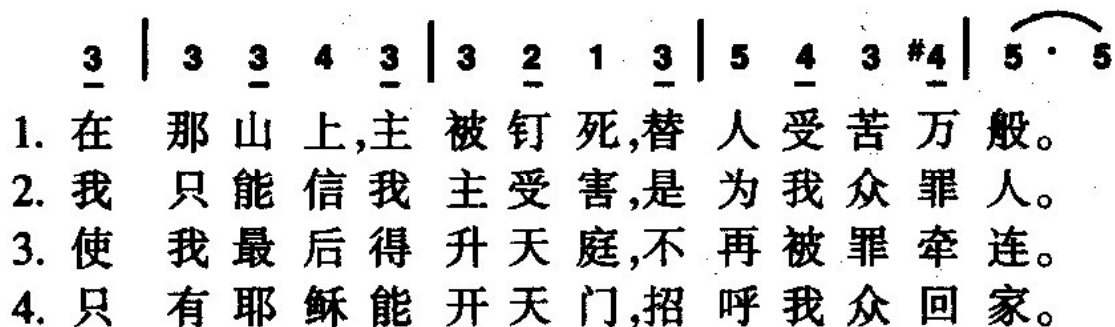 3 | 3 3 4 3 | 3 2 1 3 | 5 4 3 #4 | 5 · 5
1. 在 那 山 上,主 被 钉 死,替 人 受 苦 万 般。
2. 我 只 能 信 我 主 受 害,是 为 我 众 罪 人。
3. 使 我 最 后 得 升 天 庭,不 再 被 罪 牵 连。
4. 只 有 耶 稣 能 开 天 门,招 呼 我 众 回 家。